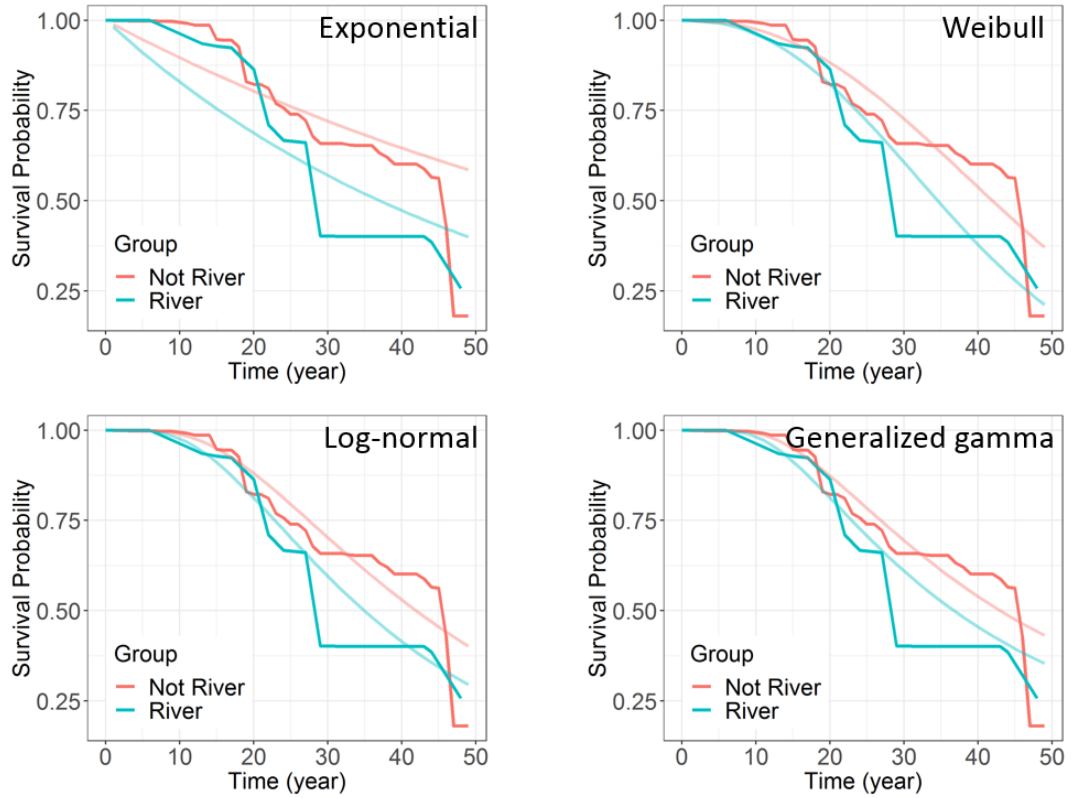 Exponential
1.00
0.75
0.50
0.25
Survival Probability
Group
Not River
River
0 10 20 30 40 50
Time (year)
Weibull
1.00
0.75
0.50
0.25
Survival Probability
Group
Not River
River
0 10 20 30 40 50
Time (year)
Log-normal
1.00
0.75
0.50
0.25
Survival Probability
Group
Not River
River
0 10 20 30 40 50
Time (year)
Generalized gamma
1.00
0.75
0.50
0.25
Survival Probability
Group
Not River
River
0 10 20 30 40 50
Time (year)